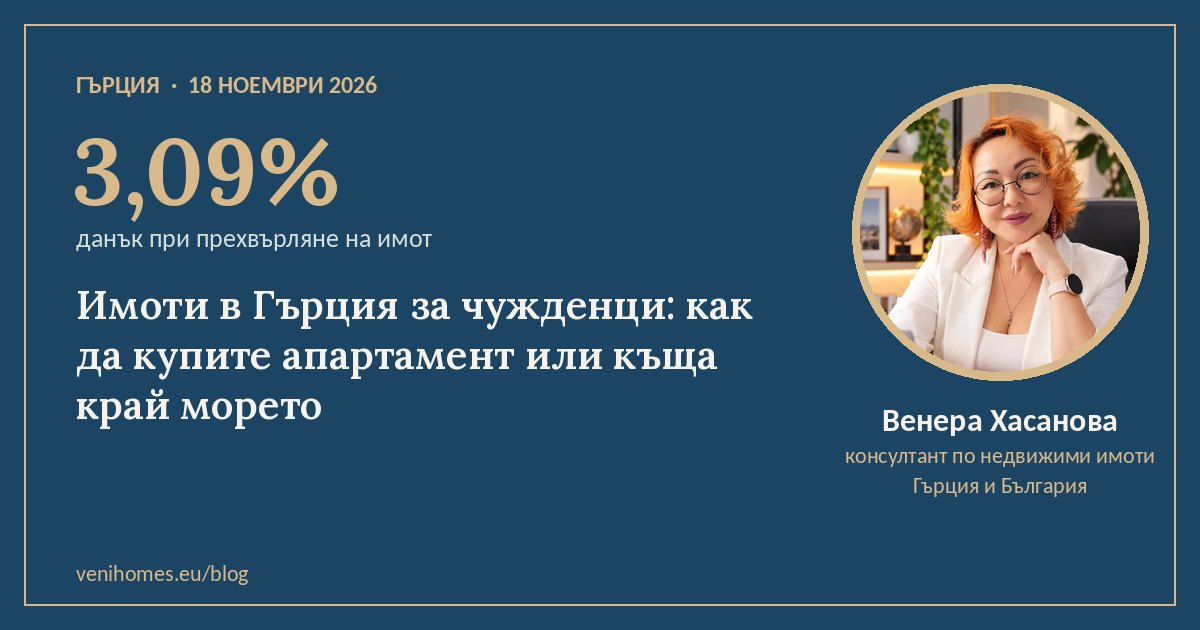 ГЪРЦИЯ · 18 НОЕМВРИ 2026
3,09%
данък при прехвърляне на имот
Имоти в Гърция за чужденци: как
да купите апартамент или къща
край морето
Венера Хасанова
консултант по недвижими имоти
Гърция и България
venihomes.eu/blog